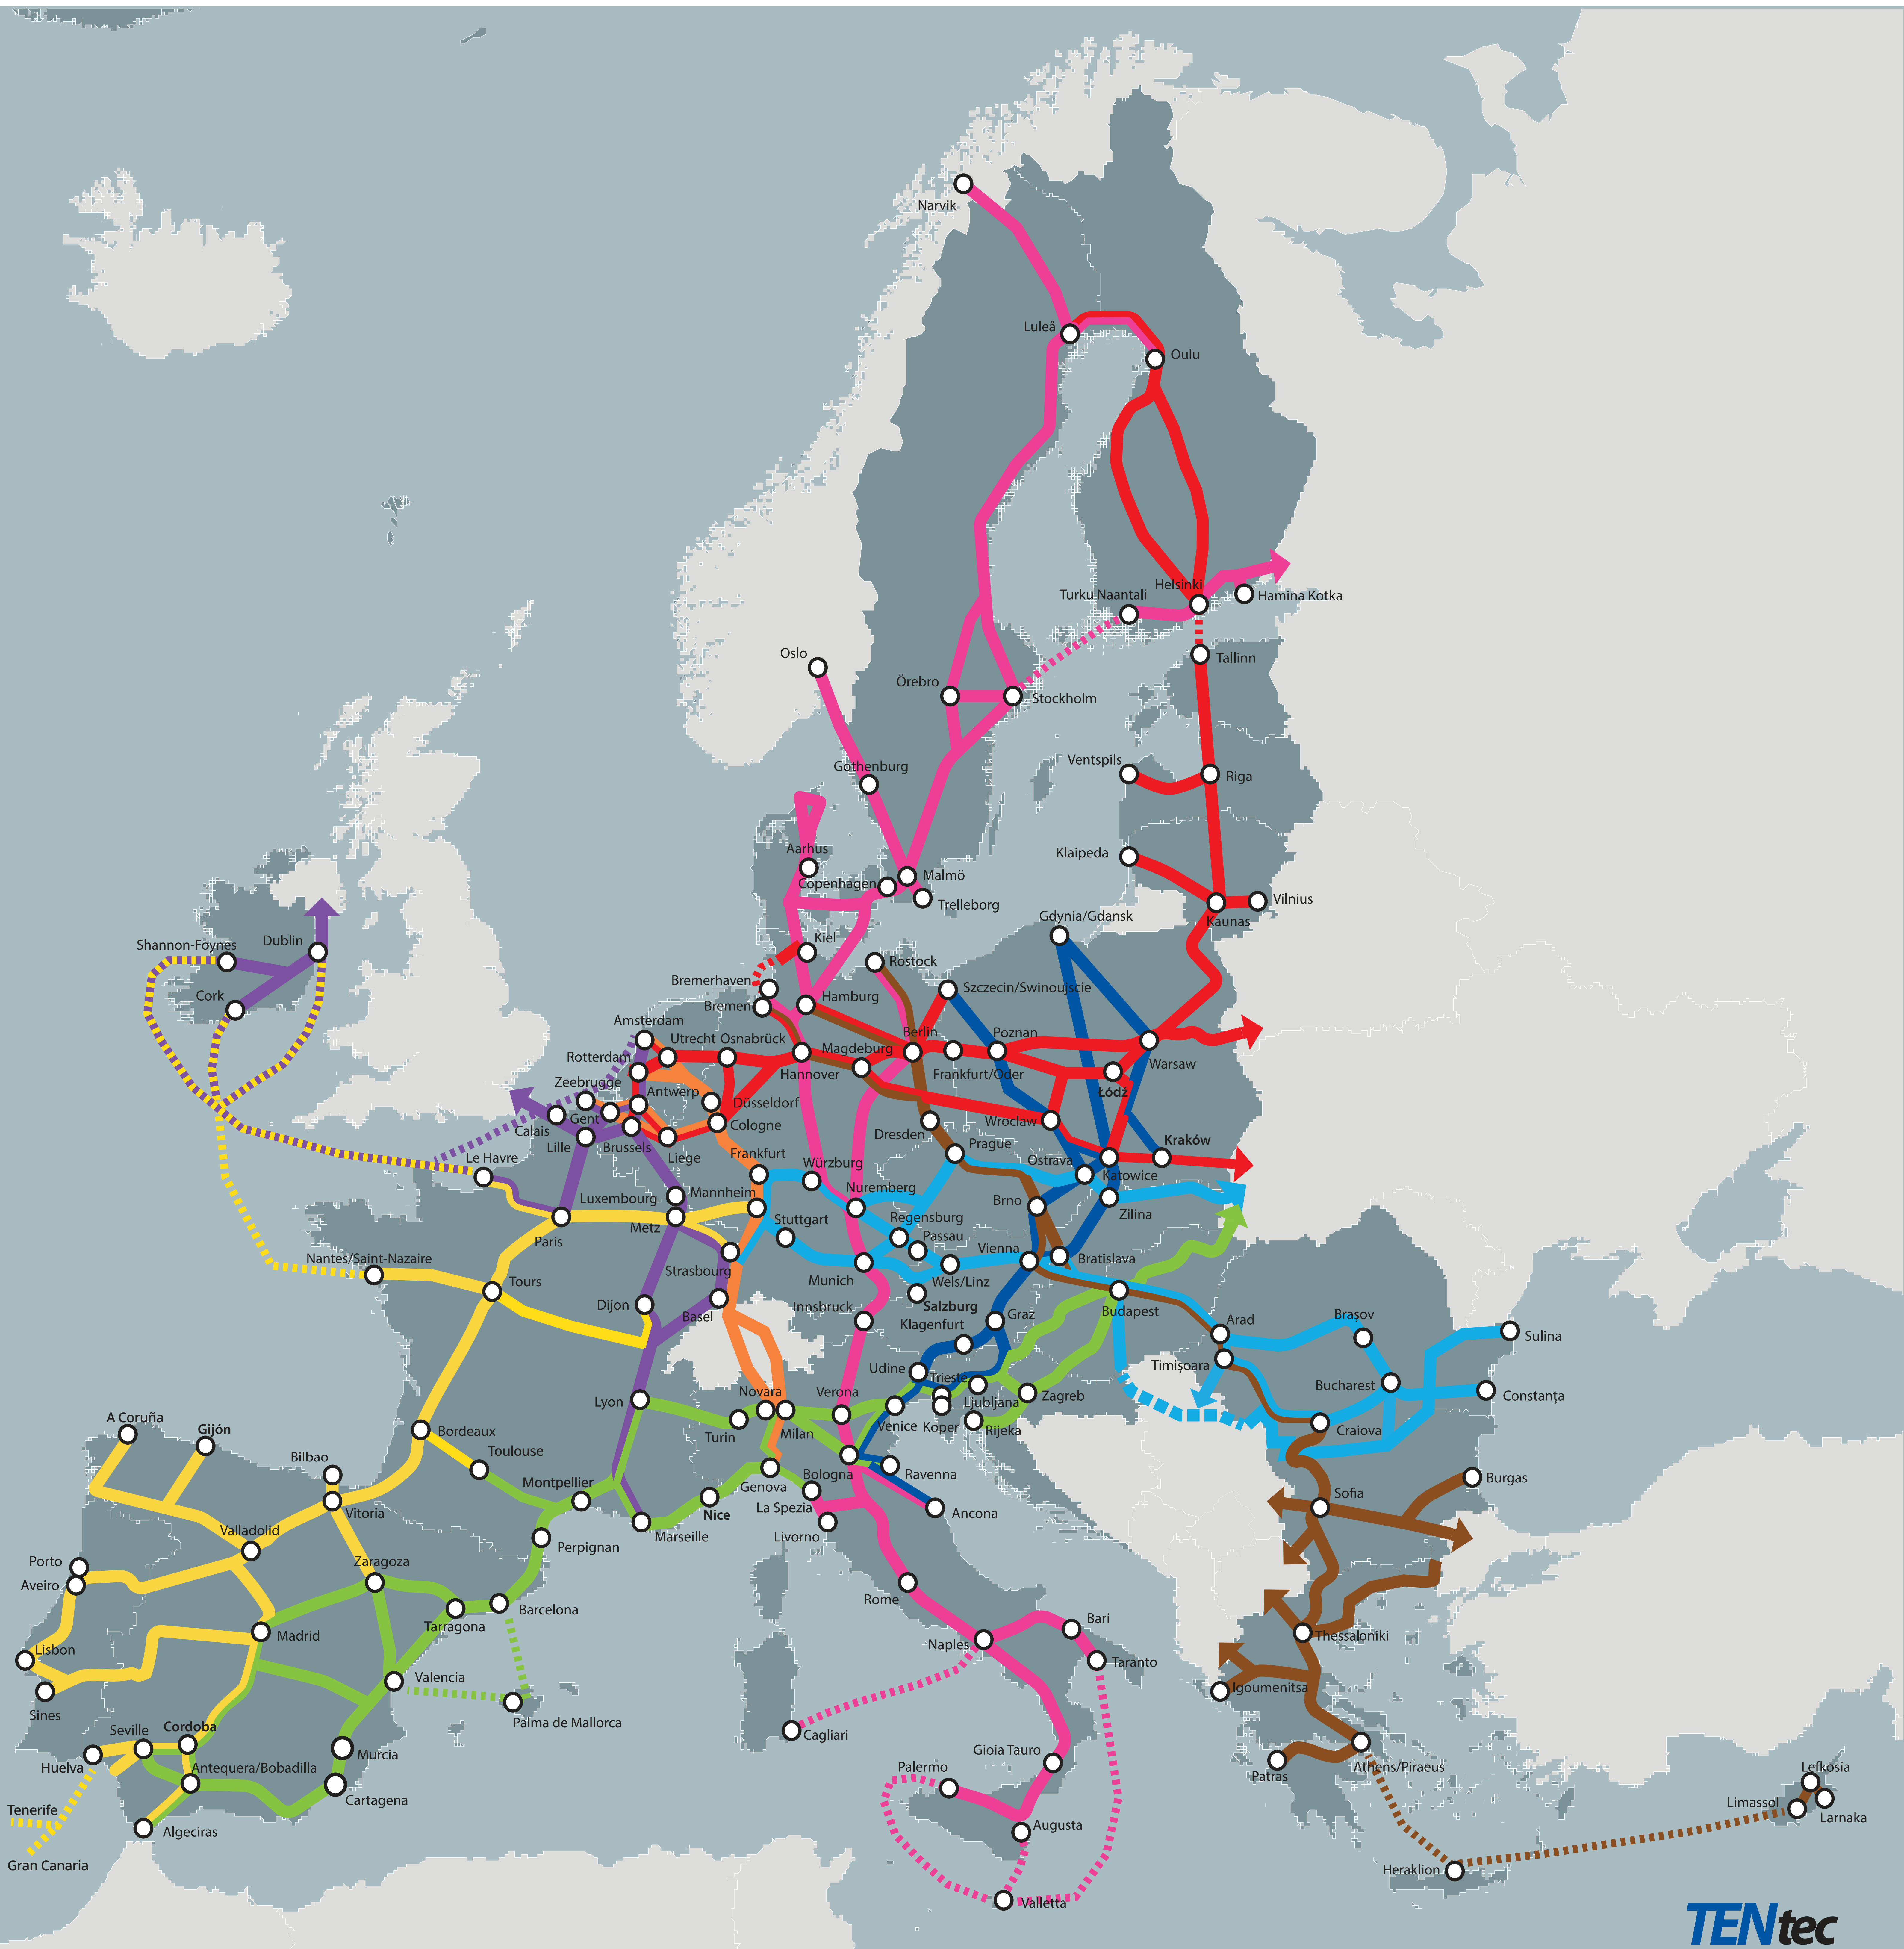 Narvik
Luleå
Oulu
Helsinki
Turku Naantali
Hamina Kotka
Oslo
Tallinn
Örebro
Stockholm
Gothenburg
Ventspils
Riga
Aarhus
Klaipeda
Copenhagen
Malmö
Trelleborg
Vilnius
Kaunas
Gdynia/Gdansk
Shannon-Foynes
Dublin
Kiel
Rostock
Bremerhaven
Szczecin/Swinoujscie
Cork
Hamburg
Bremen
Amsterdam
Utrecht
Osnabrück
Berlin
Poznan
Rotterdam
Magdeburg
Warsaw
Hannover
Frankfurt/Oder
Zeebrugge
Antwerp
Düsseldorf
Łódź
Gent
Calais
Cologne
Wrocław
Dresden
Kraków
Lille
Brussels
Liege
Prague
Le Havre
Frankfurt
Würzburg
Ostrava
Katowice
Luxembourg
Mannheim
Nuremberg
Brno
Zilina
Metz
Stuttgart
Regensburg
Paris
Passau
Vienna
Bratislava
Nantes/Saint-Nazaire
Strasbourg
Munich
Wels/Linz
Tours
Salzburg
Dijon
Basel
Innsbruck
Klagenfurt
Graz
Budapest
Arad
Braşov
Sulina
Udine
Timişoara
Trieste
Bucharest
Lyon
Novara
Verona
Ljubljana
Zagreb
Constanţa
A Coruña
Gijón
Turin
Milan
Venice
Koper
Rijeka
Craiova
Bordeaux
Toulouse
Bilbao
Montpellier
Genova
Bologna
Ravenna
Burgas
Vitoria
Nice
La Spezia
Ancona
Sofia
Valladolid
Marseille
Livorno
Perpignan
Porto
Zaragoza
Aveiro
Rome
Barcelona
Tarragona
Madrid
Bari
Naples
Thessaloniki
Lisbon
Taranto
Valencia
Igoumenitsa
Sines
Palma de Mallorca
Seville
Cordoba
Cagliari
Huelva
Murcia
Gioia Tauro
Antequera/Bobadilla
Palermo
Patras
Athens/Piraeus
Lefkosia
Cartagena
Limassol
Larnaka
Tenerife
Algeciras
Augusta
Gran Canaria
Heraklion
Valletta
TENtec